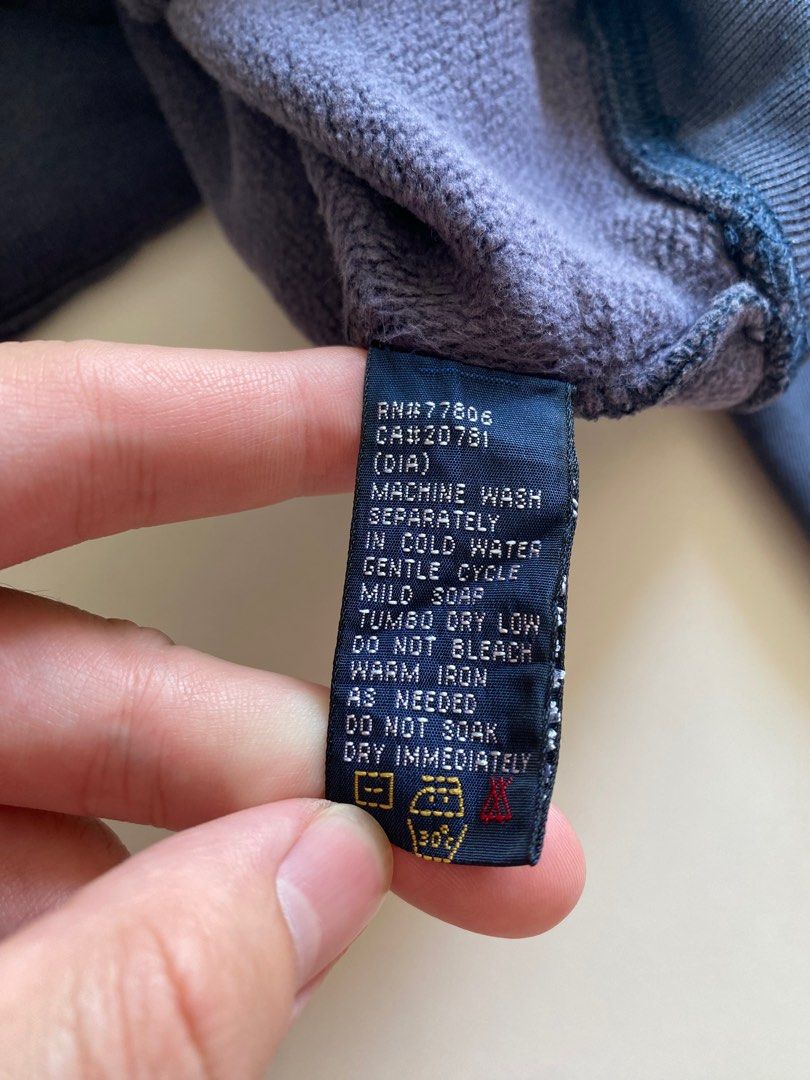 RN#77806
CA#20781
(DIA)
MACHINE WASH
SEPARATELY
IN COLD WATER
GENTLE CYCLE
MILD SOAP
TUMBO DRY LOW
DO NOT BLEACH
WARM IRON
AS NEEDED
DO NOT SOAK
DRY IMMEDIATELY
30°C